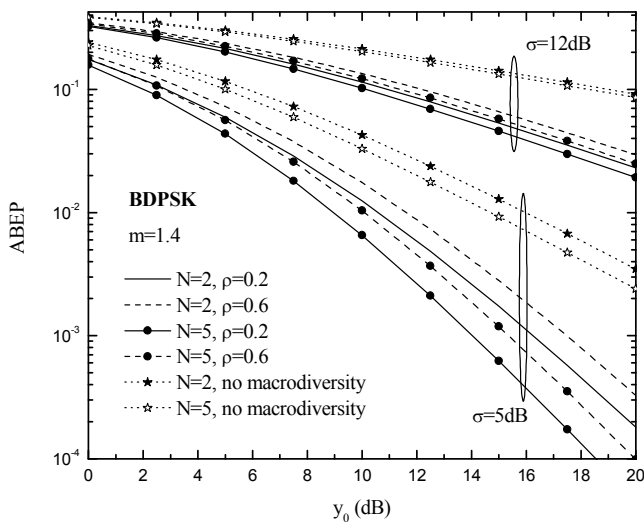 10⁻¹
10⁻²
10⁻³
10⁻⁴
ABEP
0
2
4
6
8
10
12
14
16
18
20
y₀ (dB)
σ=12dB
σ=5dB
BDPSK
m=1.4
N=2, ρ=0.2
N=2, ρ=0.6
N=5, ρ=0.2
N=5, ρ=0.6
N=2, no macrodiversity
N=5, no macrodiversity